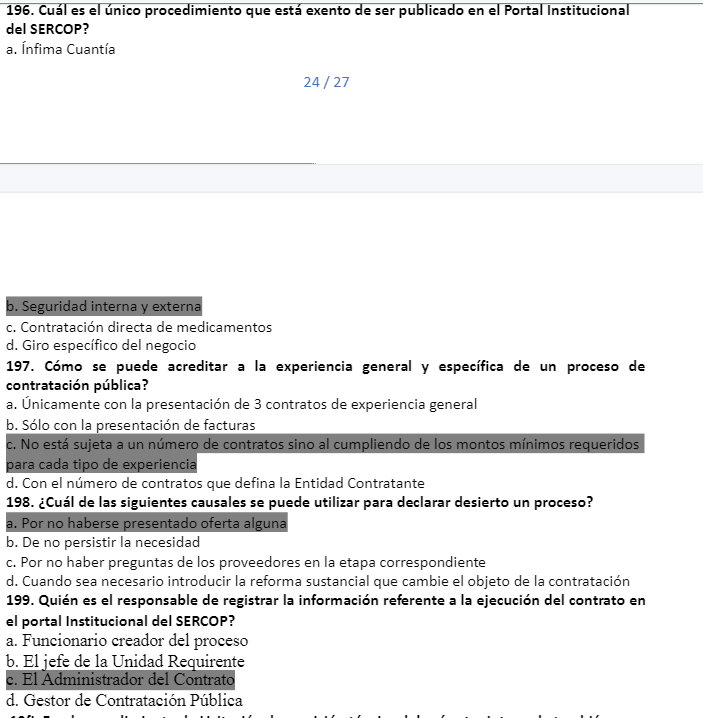 196. Cuál es el único procedimiento que está exento de ser publicado en el Portal Institucional
del SERCOP?
a. Ínfima Cuantía
24 / 27
b. Seguridad interna y externa
c. Contratación directa de medicamentos
d. Giro específico del negocio
197. Cómo se puede acreditar a la experiencia general y específica de un proceso de
contratación pública?
a. Únicamente con la presentación de 3 contratos de experiencia general
b. Sólo con la presentación de facturas
c. No está sujeta a un número de contratos sino al cumpliendo de los montos mínimos requeridos
para cada tipo de experiencia
d. Con el número de contratos que defina la Entidad Contratante
198. ¿Cuál de las siguientes causales se puede utilizar para declarar desierto un proceso?
a. Por no haberse presentado oferta alguna
b. De no persistir la necesidad
c. Por no haber preguntas de los proveedores en la etapa correspondiente
d. Cuando sea necesario introducir la reforma sustancial que cambie el objeto de la contratación
199. Quién es el responsable de registrar la información referente a la ejecución del contrato en
el portal Institucional del SERCOP?
a. Funcionario creador del proceso
b. El jefe de la Unidad Requirente
c. El Administrador del Contrato
d. Gestor de Contratación Pública